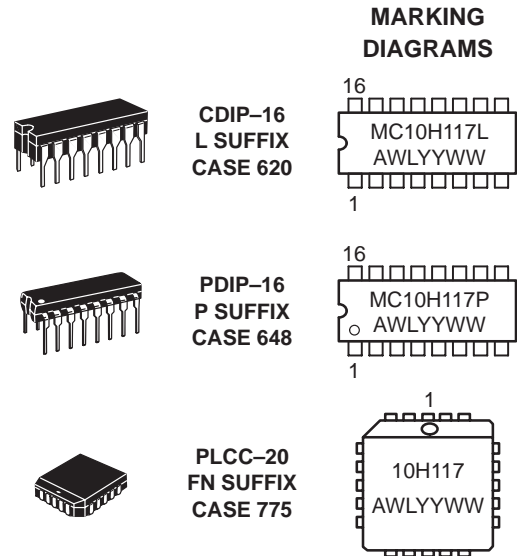 MARKING
DIAGRAMS
CDIP–16
L SUFFIX
CASE 620
16
MC10H117L
AWLYYWW
1
PDIP–16
P SUFFIX
CASE 648
16
MC10H117P
AWLYYWW
1
PLCC–20
FN SUFFIX
CASE 775
1
10H117
AWLYYWW